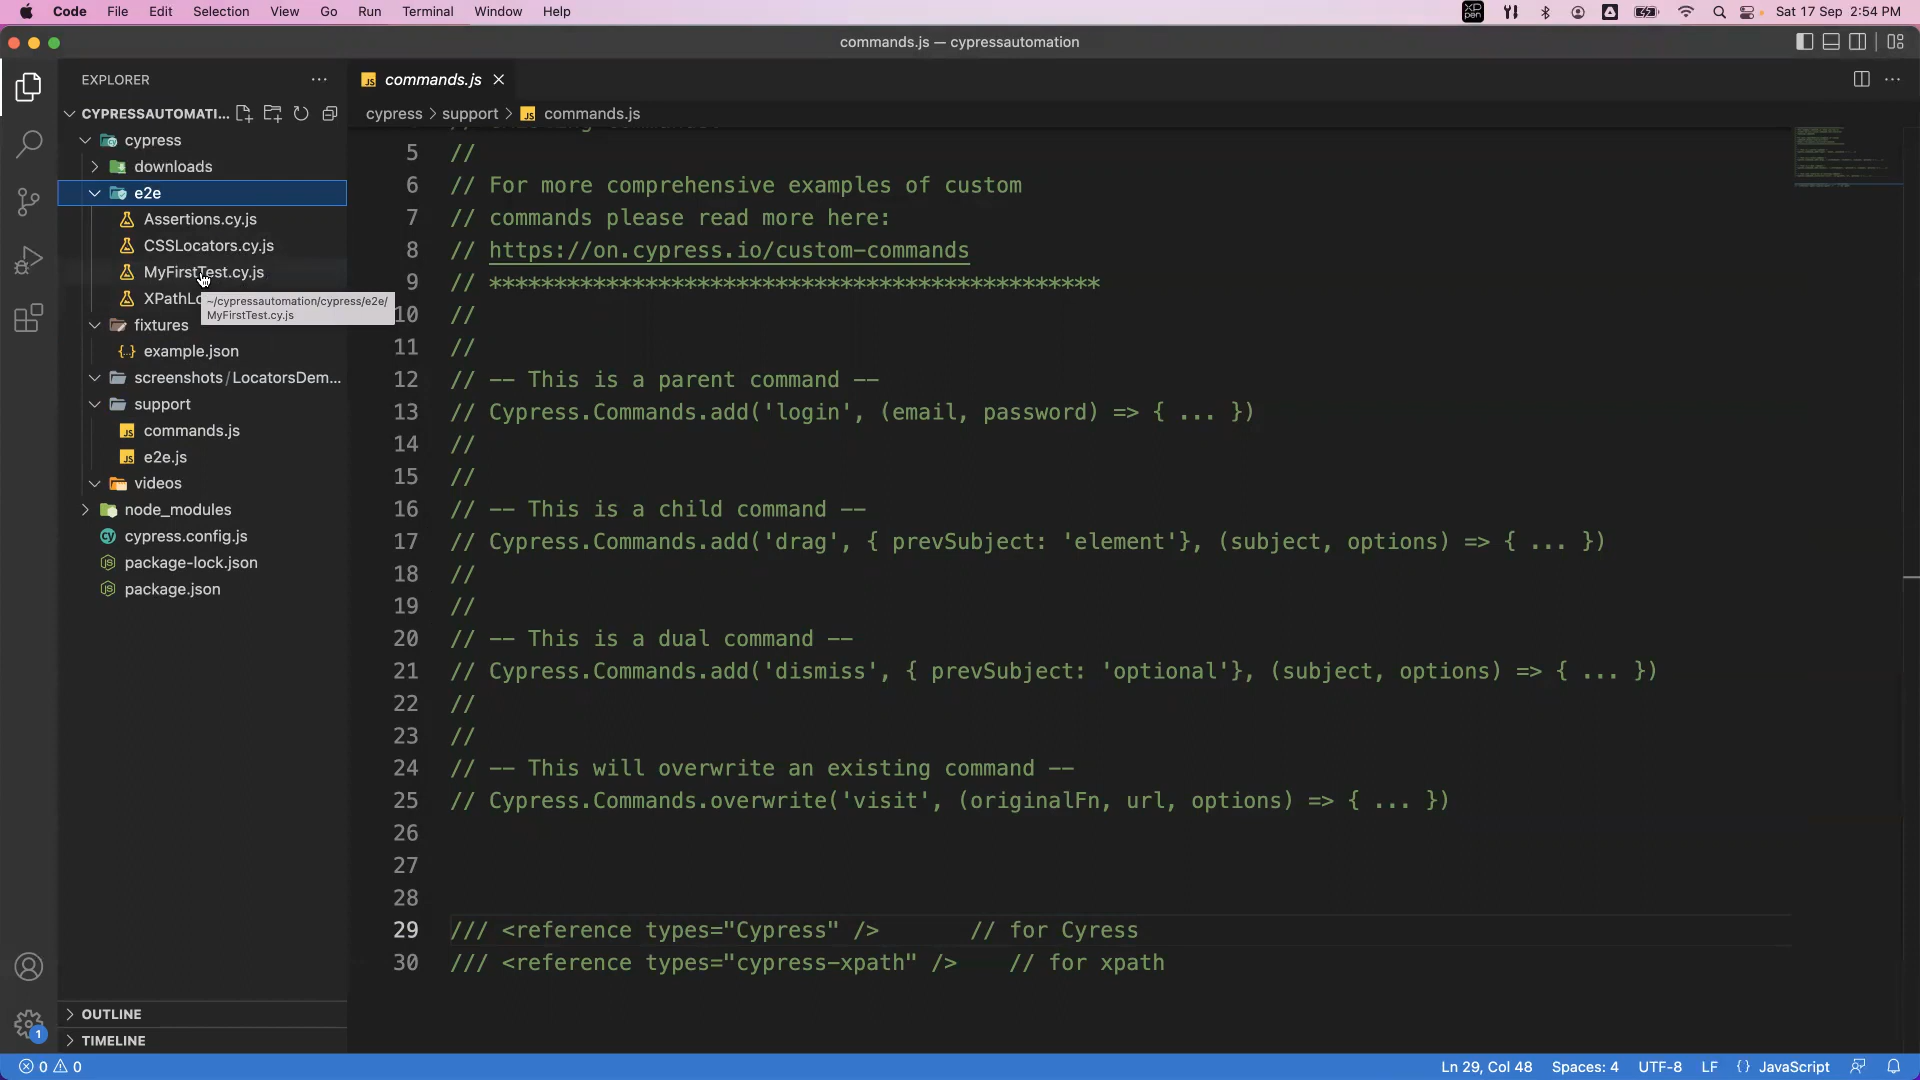 Code File Edit Selection View Go Run Terminal Window Help
XP PEN
Sat 17 Sep 2:54 PM
commands.js — cypressautomation
EXPLORER
CYPRESSAUTOMATI...
cypress
downloads
e2e
Assertions.cy.js
CSSLocators.cy.js
MyFirstTest.cy.js
XPathLo
~/cypressautomation/cypress/e2e/
MyFirstTest.cy.js
fixtures
example.json
screenshots / LocatorsDem...
support
commands.js
e2e.js
videos
node_modules
cypress.config.js
package-lock.json
package.json
OUTLINE
TIMELINE
commands.js
cypress > support > commands.js
5 //
6 // For more comprehensive examples of custom
7 // commands please read more here:
8 // https://on.cypress.io/custom-commands
9 // ***********************************************
10 //
11 //
12 // -- This is a parent command --
13 // Cypress.Commands.add('login', (email, password) => { ... })
14 //
15 //
16 // -- This is a child command --
17 // Cypress.Commands.add('drag', { prevSubject: 'element'}, (subject, options) => { ... })
18 //
19 //
20 // -- This is a dual command --
21 // Cypress.Commands.add('dismiss', { prevSubject: 'optional'}, (subject, options) => { ... })
22 //
23 //
24 // -- This will overwrite an existing command --
25 // Cypress.Commands.overwrite('visit', (originalFn, url, options) => { ... })
26
27
28
29 /// <reference types="Cypress" /> // for Cyress
30 /// <reference types="cypress-xpath" /> // for xpath
1
0 0
Ln 29, Col 48 Spaces: 4 UTF-8 LF {} JavaScript